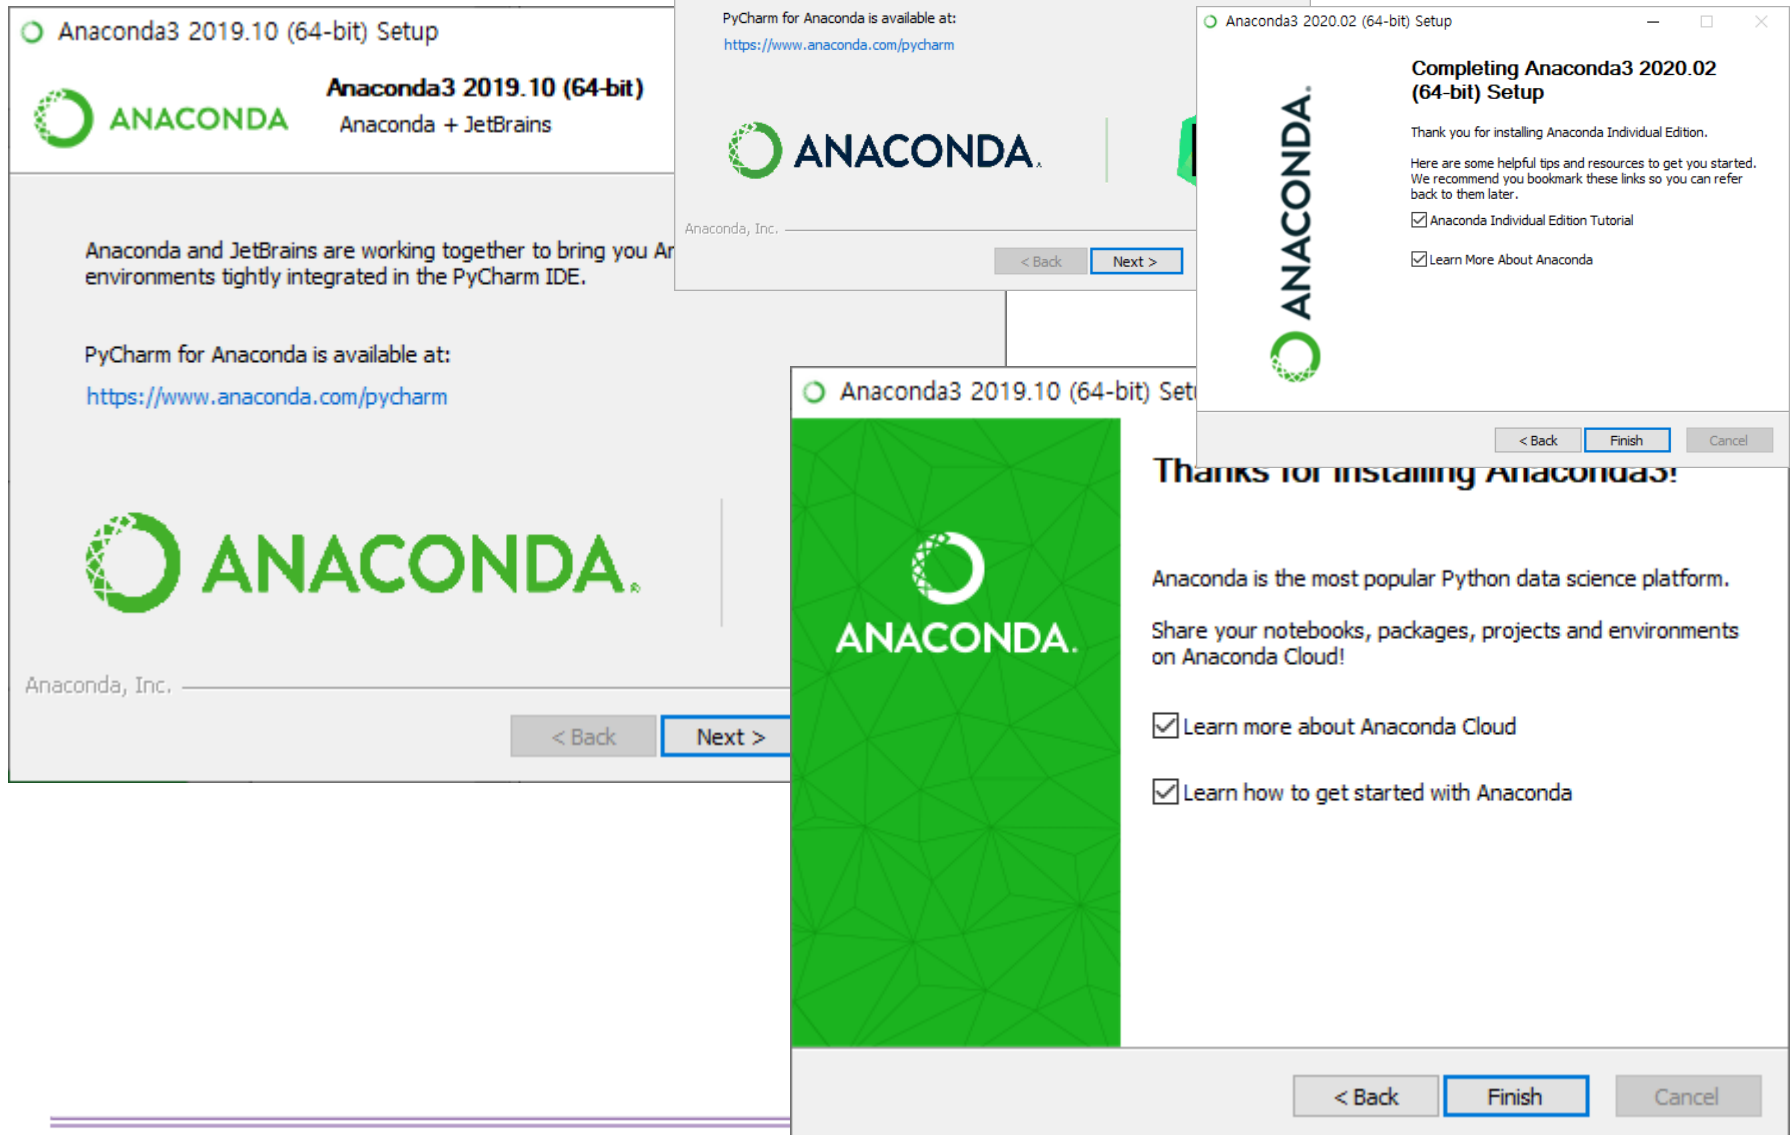 Anaconda3 2019.10 (64-bit) Setup
ANACONDA
Anaconda3 2019.10 (64-bit)
Anaconda + JetBrains
Anaconda and JetBrains are working together to bring you
environments tightly integrated in the PyCharm IDE.
PyCharm for Anaconda is available at:
https://www.anaconda.com/pycharm
ANACONDA.
Anaconda, Inc.
< Back
Next >
PyCharm for Anaconda is available at:
https://www.anaconda.com/pycharm
ANACONDA.
Anaconda, Inc.
< Back
Next >
Anaconda3 2020.02 (64-bit) Setup
ANACONDA.
Completing Anaconda3 2020.02
(64-bit) Setup
Thank you for installing Anaconda Individual Edition.
Here are some helpful tips and resources to get you started.
We recommend you bookmark these links so you can refer
back to them later.
Anaconda Individual Edition Tutorial
Learn More About Anaconda
< Back
Finish
Cancel
Anaconda3 2019.10 (64-bit)
Thanks for installing Anaconda3!
ANACONDA.
Anaconda is the most popular Python data science platform.
Share your notebooks, packages, projects and environments
on Anaconda Cloud!
Learn more about Anaconda Cloud
Learn how to get started with Anaconda
< Back
Finish
Cancel